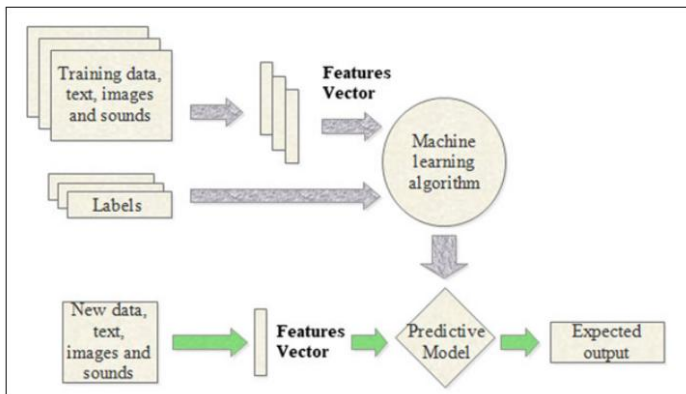 Training data,
text, images
and sounds
Features
Vector
Machine
learning
algorithm
Labels
New data,
text,
images and
sounds
Features
Vector
Predictive
Model
Expected
output